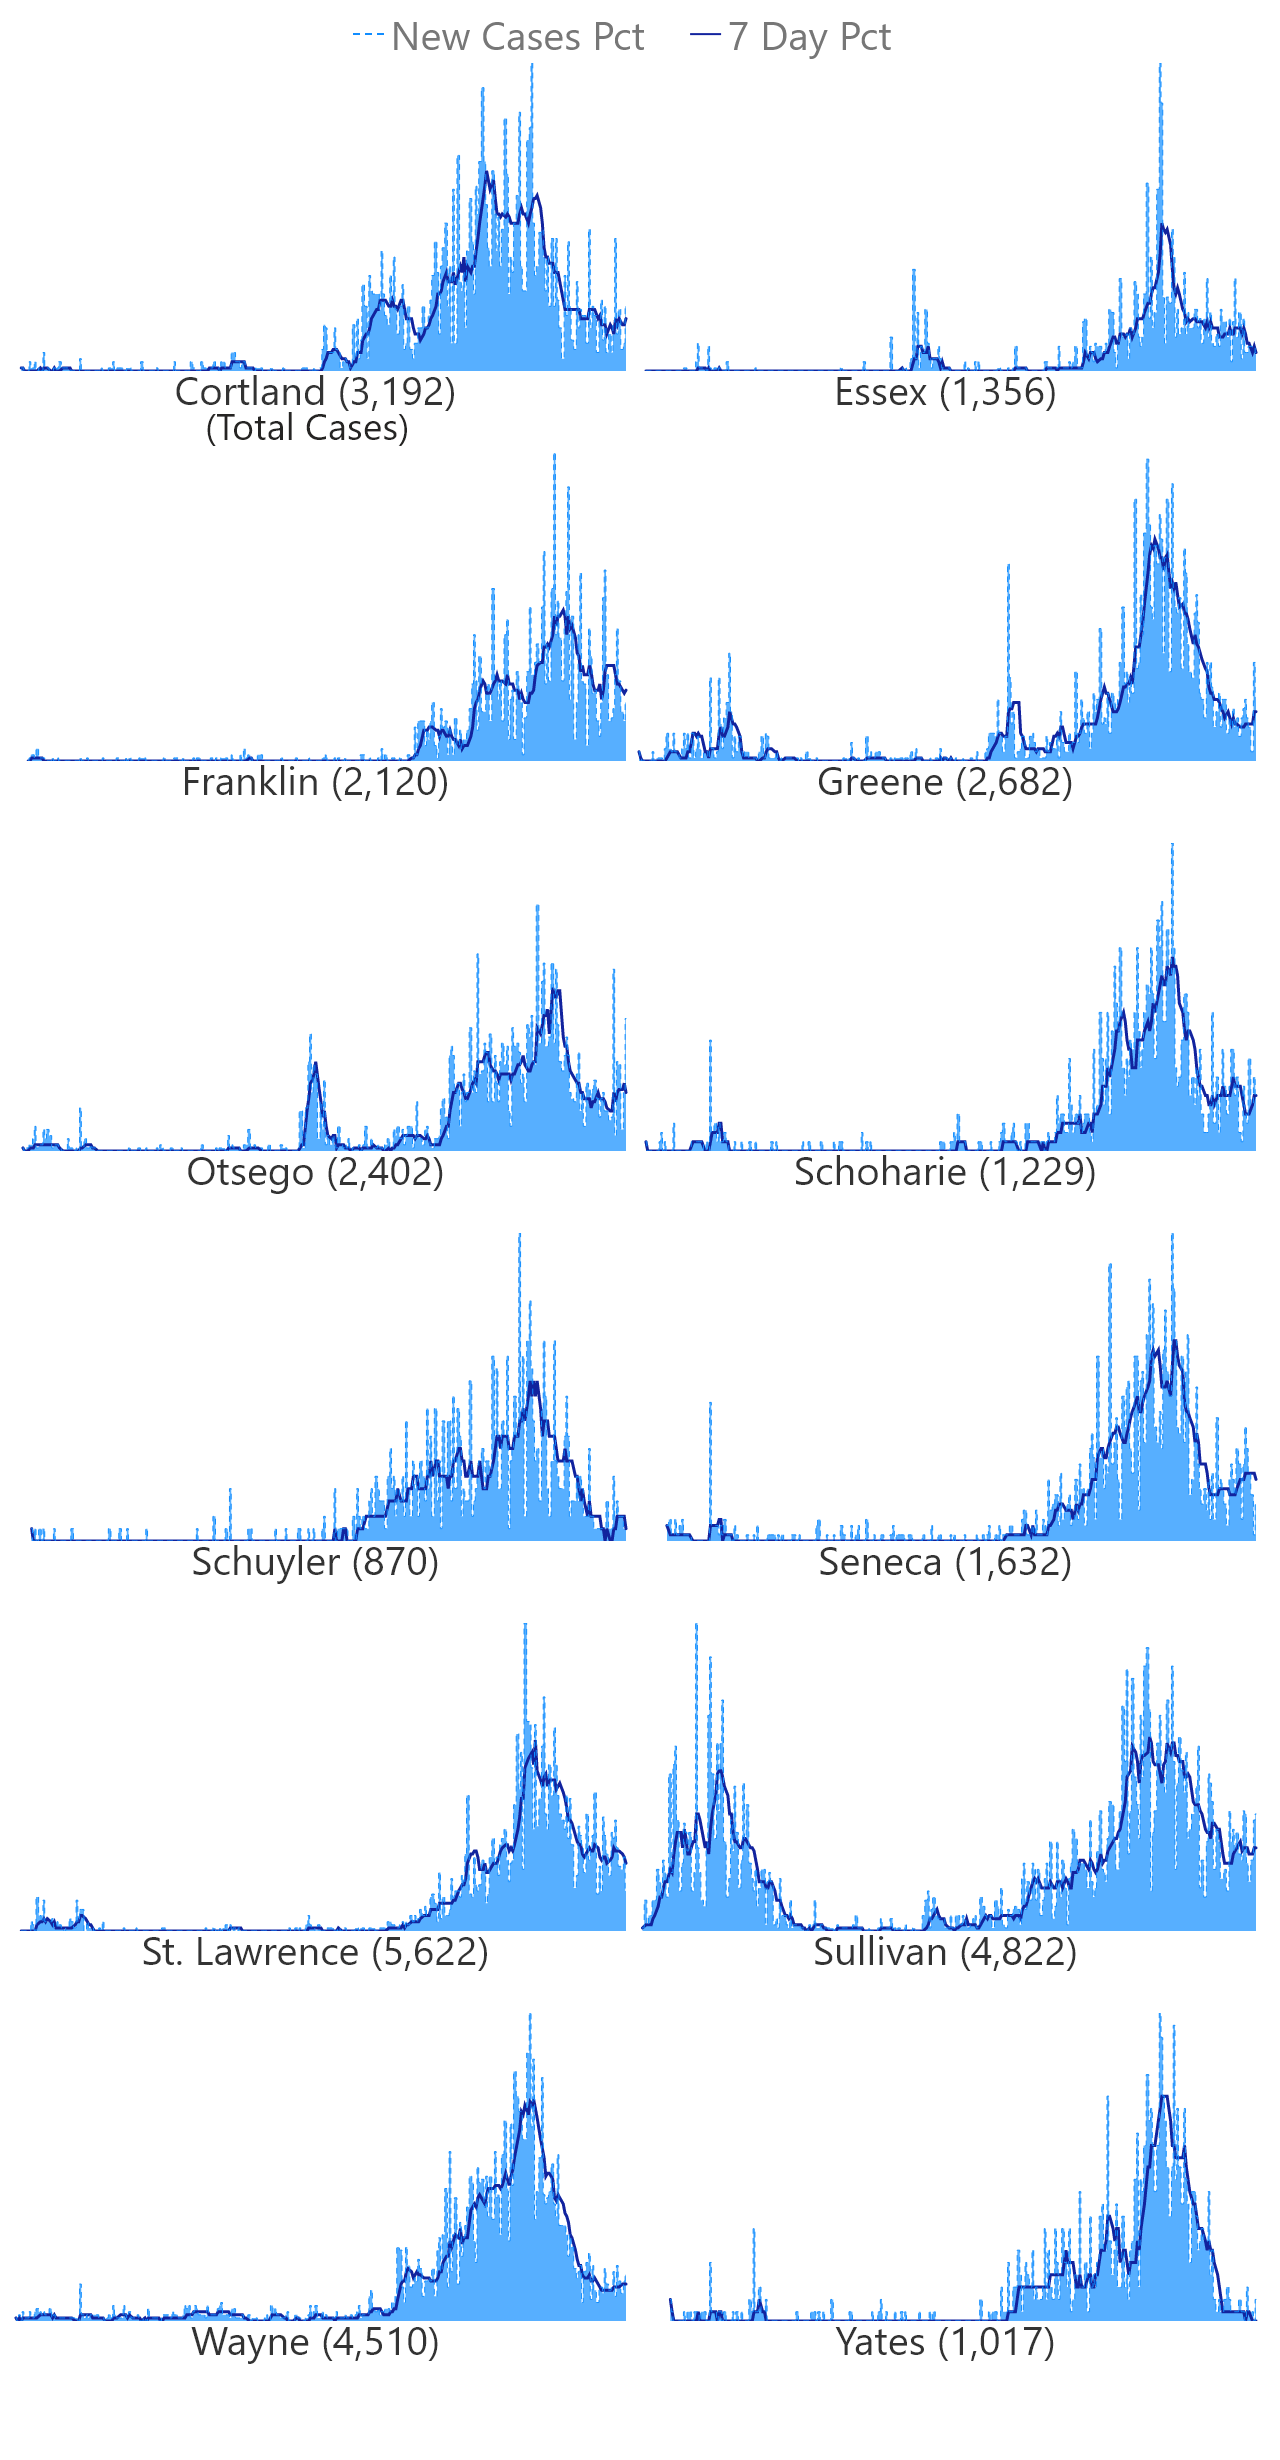 New Cases Pct 7 Day Pct
Cortland (3,192) Essex (1,356)
(Total Cases)
Franklin (2,120) Greene (2,682)
Otsego (2,402) Schoharie (1,229)
Schuyler (870) Seneca (1,632)
St. Lawrence (5,622) Sullivan (4,822)
Wayne (4,510) Yates (1,017)